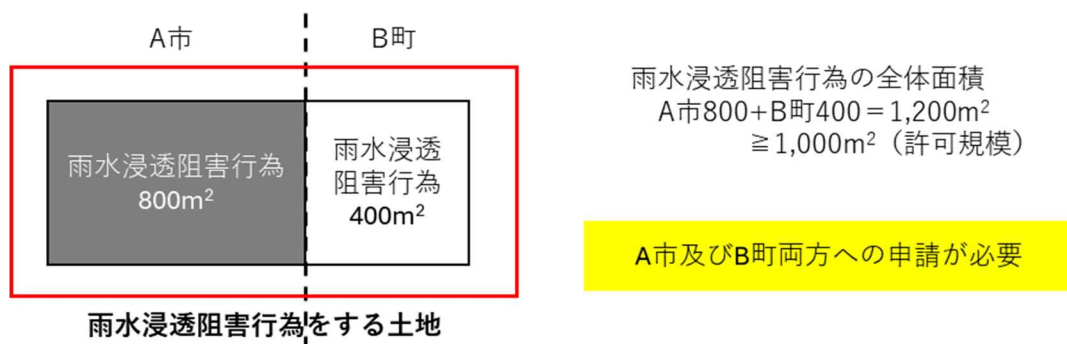 A市
B町
雨水浸透阻害行為
800m²
雨水浸透
阻害行為
400m²
雨水浸透阻害行為をする土地
雨水浸透阻害行為の全体面積
A市800+B町400＝1,200m²
≧1,000m²（許可規模）
A市及びB町両方への申請が必要